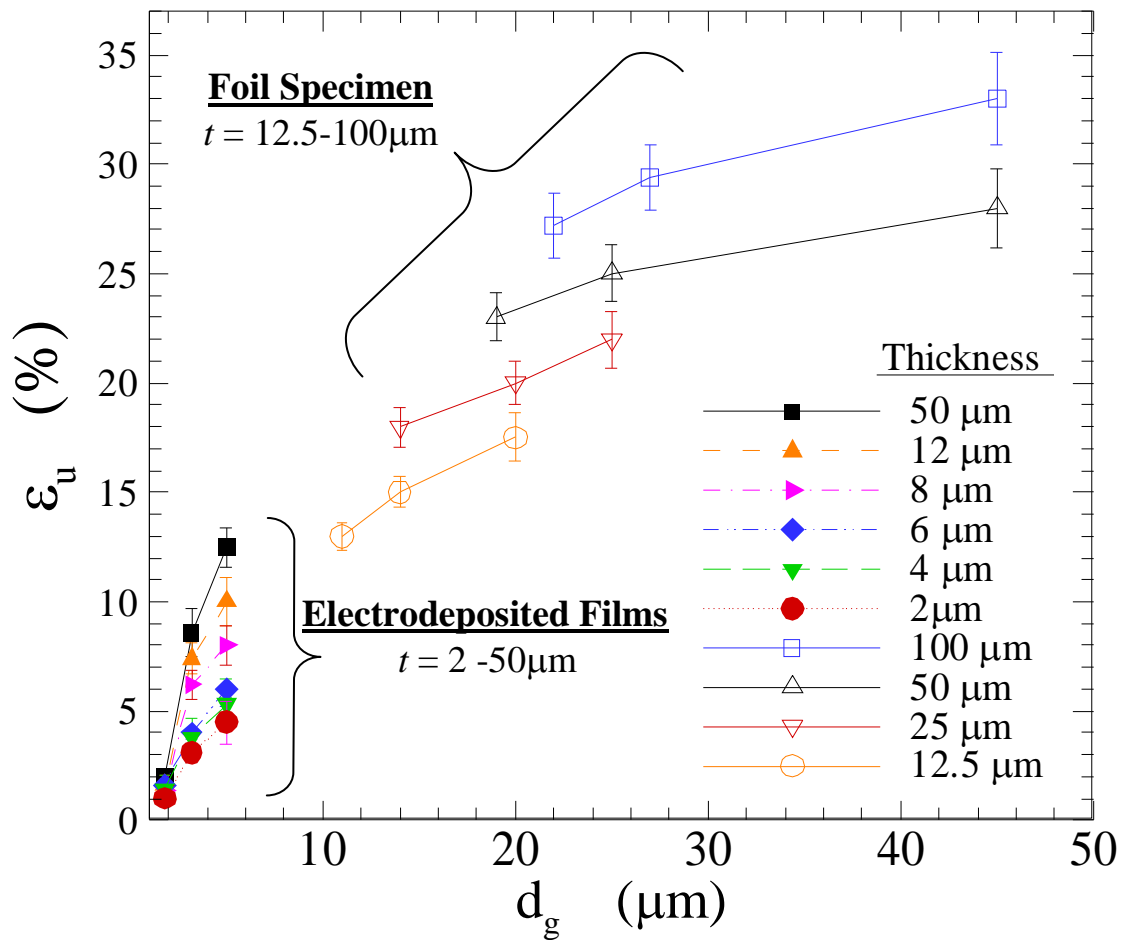 35
30
25
20
15
10
5
0
ε_u (%)
Foil Specimen
t = 12.5-100μm
Electrodeposited Films
t = 2 -50μm
Thickness
50 μm
12 μm
8 μm
6 μm
4 μm
2μm
100 μm
50 μm
25 μm
12.5 μm
10 20 30 40 50
d_g (μm)